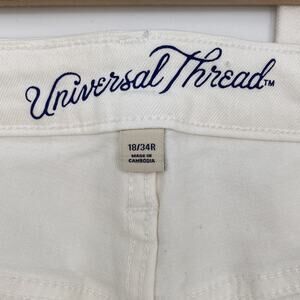 Universal Thread™
18/34R
MADE IN
CAMBODIA